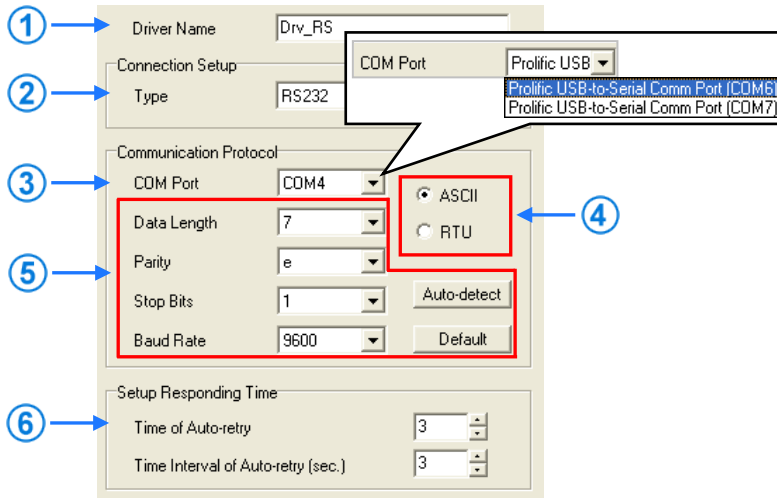 1 Driver Name Drv_RS
COM Port Prolific USB
Prolific USB-to-Serial Comm Port (COM6)
Prolific USB-to-Serial Comm Port (COM7)
Connection Setup
2 Type RS232
Communication Protocol
3 COM Port COM4
ASCII
RTU
4
Data Length 7
5
Parity e
Stop Bits 1 Auto-detect
Baud Rate 9600 Default
Setup Responding Time
6 Time of Auto-retry 3
Time Interval of Auto-retry (sec.) 3